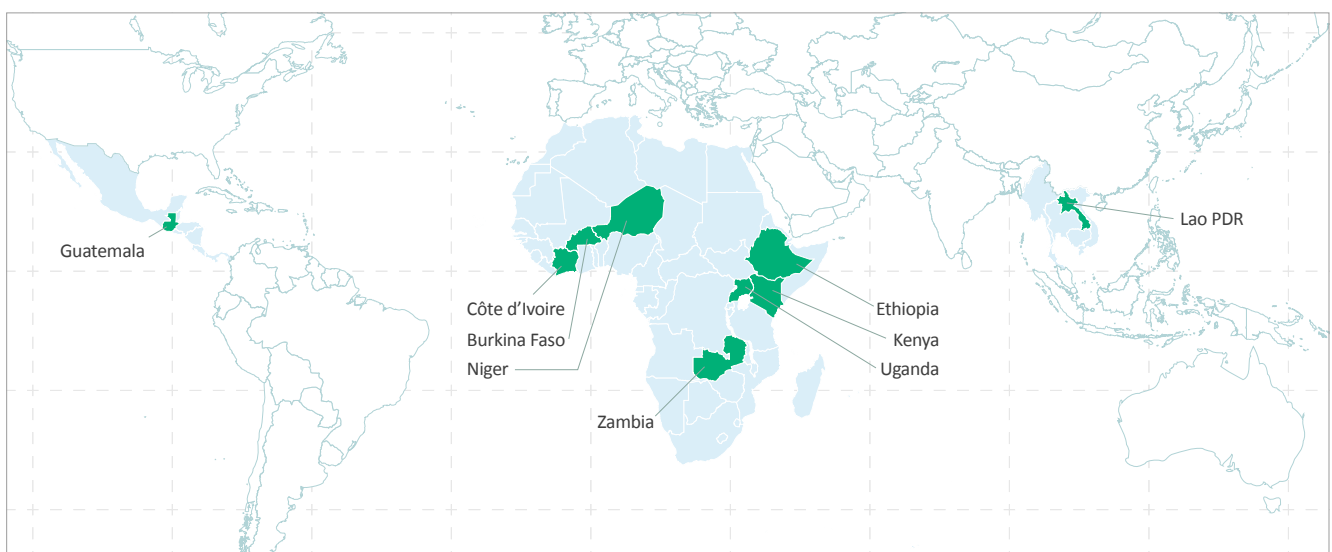 Guatemala
Côte d’Ivoire
Burkina Faso
Niger
Zambia
Ethiopia
Kenya
Uganda
Lao PDR